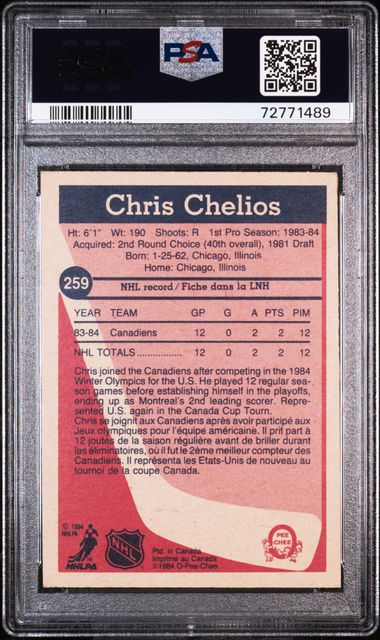 PSA
72771489
Chris Chelios
Ht: 6'1" Wt: 190 Shoots: R 1st Pro Season: 1983-84
Acquired: 2nd Round Choice (40th overall), 1981 Draft
Born: 1-25-62, Chicago, Illinois
Home: Chicago, Illinois
259
NHL record/Fiche dans la LNH
YEAR TEAM GP G A PTS PIM
83-84 Canadiens 12 0 2 2 12
NHL TOTALS ................ 12 0 2 2 12
Chris joined the Canadiens after competing in the 1984
Winter Olympics for the U.S. He played 12 regular sea-
son games before establishing himself in the playoffs,
ending up as Montreal's 2nd leading scorer. Repre-
sented U.S. again in the Canada Cup Tourn.
Chris se joignit aux Canadiens après avoir participé aux
Jeux olympiques pour l'équipe américaine. Il prit part à
12 joutes de la saison régulière avant de briller durant
les éliminatoires, où il fut le 2ème meilleur compteur des
Canadiens. Il représenta les Etats-Unis de nouveau au
tournoi de la coupe Canada.
© 1984
NHLPA
NHLPA
NHL
Ptd in Canada
Imprimé au Canada
©1984 O-Pee-Chee
O
PEE
CHEE